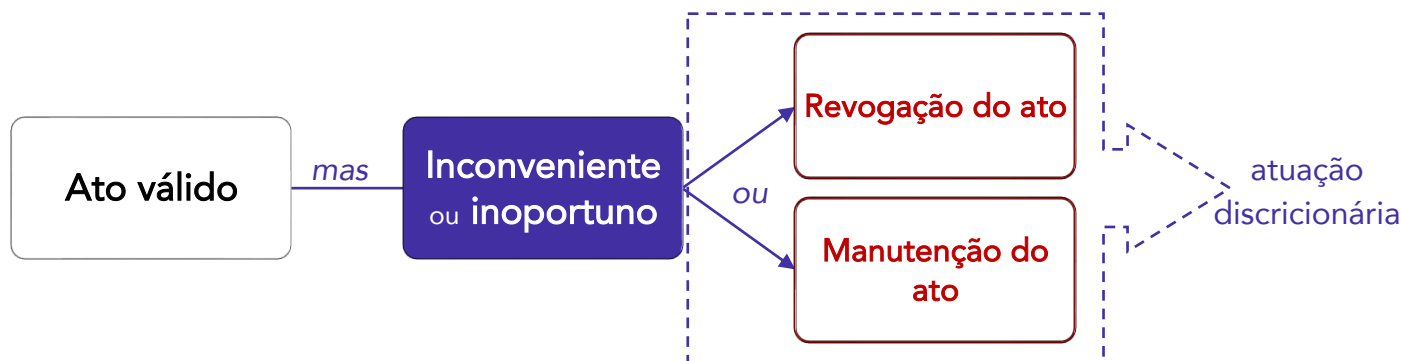 Ato válido
mas
Inconveniente
ou inoportuno
ou
Revogação do ato
Manutenção do
ato
atuação
discricionária